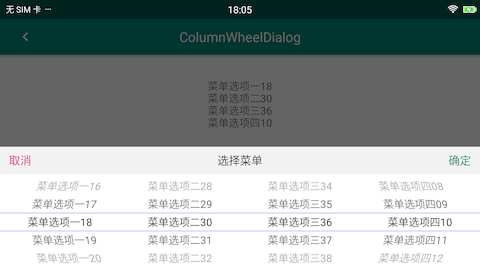 无 SIM 卡 ··· 18:05
ColumnWheelDialog
菜单选项一18
菜单选项二30
菜单选项三36
菜单选项四10
取消 选择菜单 确定
菜单选项一16 菜单选项二28 菜单选项三34 菜单选项四08
菜单选项一17 菜单选项二29 菜单选项三35 菜单选项四09
菜单选项一18 菜单选项二30 菜单选项三36 菜单选项四10
菜单选项一19 菜单选项二31 菜单选项三37 菜单选项四11
菜单选项一20 菜单选项二32 菜单选项三38 菜单选项四12